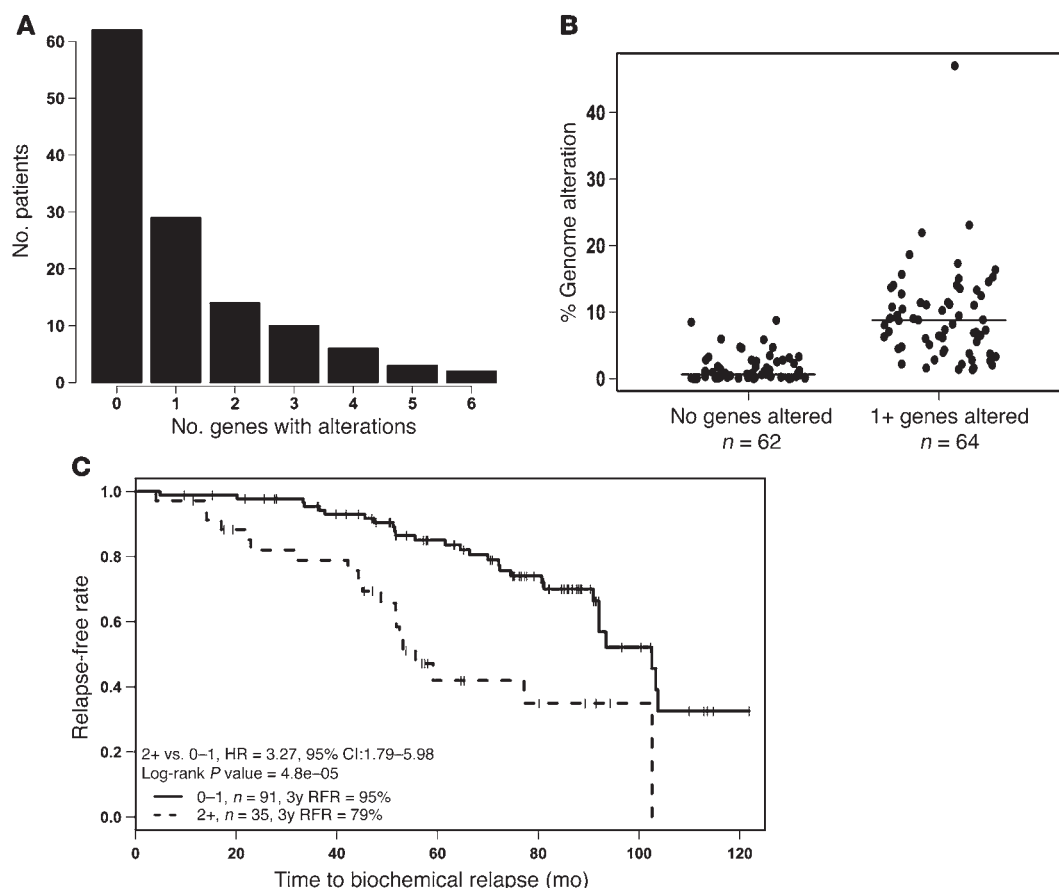 A
No. patients
60
50
40
30
20
10
0
0 1 2 3 4 5 6
No. genes with alterations
B
% Genome alteration
40
30
20
10
0
No genes altered
n = 62
1+ genes altered
n = 64
C
Relapse-free rate
1.0
0.8
0.6
0.4
0.2
0.0
2+ vs. 0–1, HR = 3.27, 95% CI:1.79–5.98
Log-rank P value = 4.8e–05
0–1, n = 91, 3y RFR = 95%
2+, n = 35, 3y RFR = 79%
0 20 40 60 80 100 120
Time to biochemical relapse (mo)